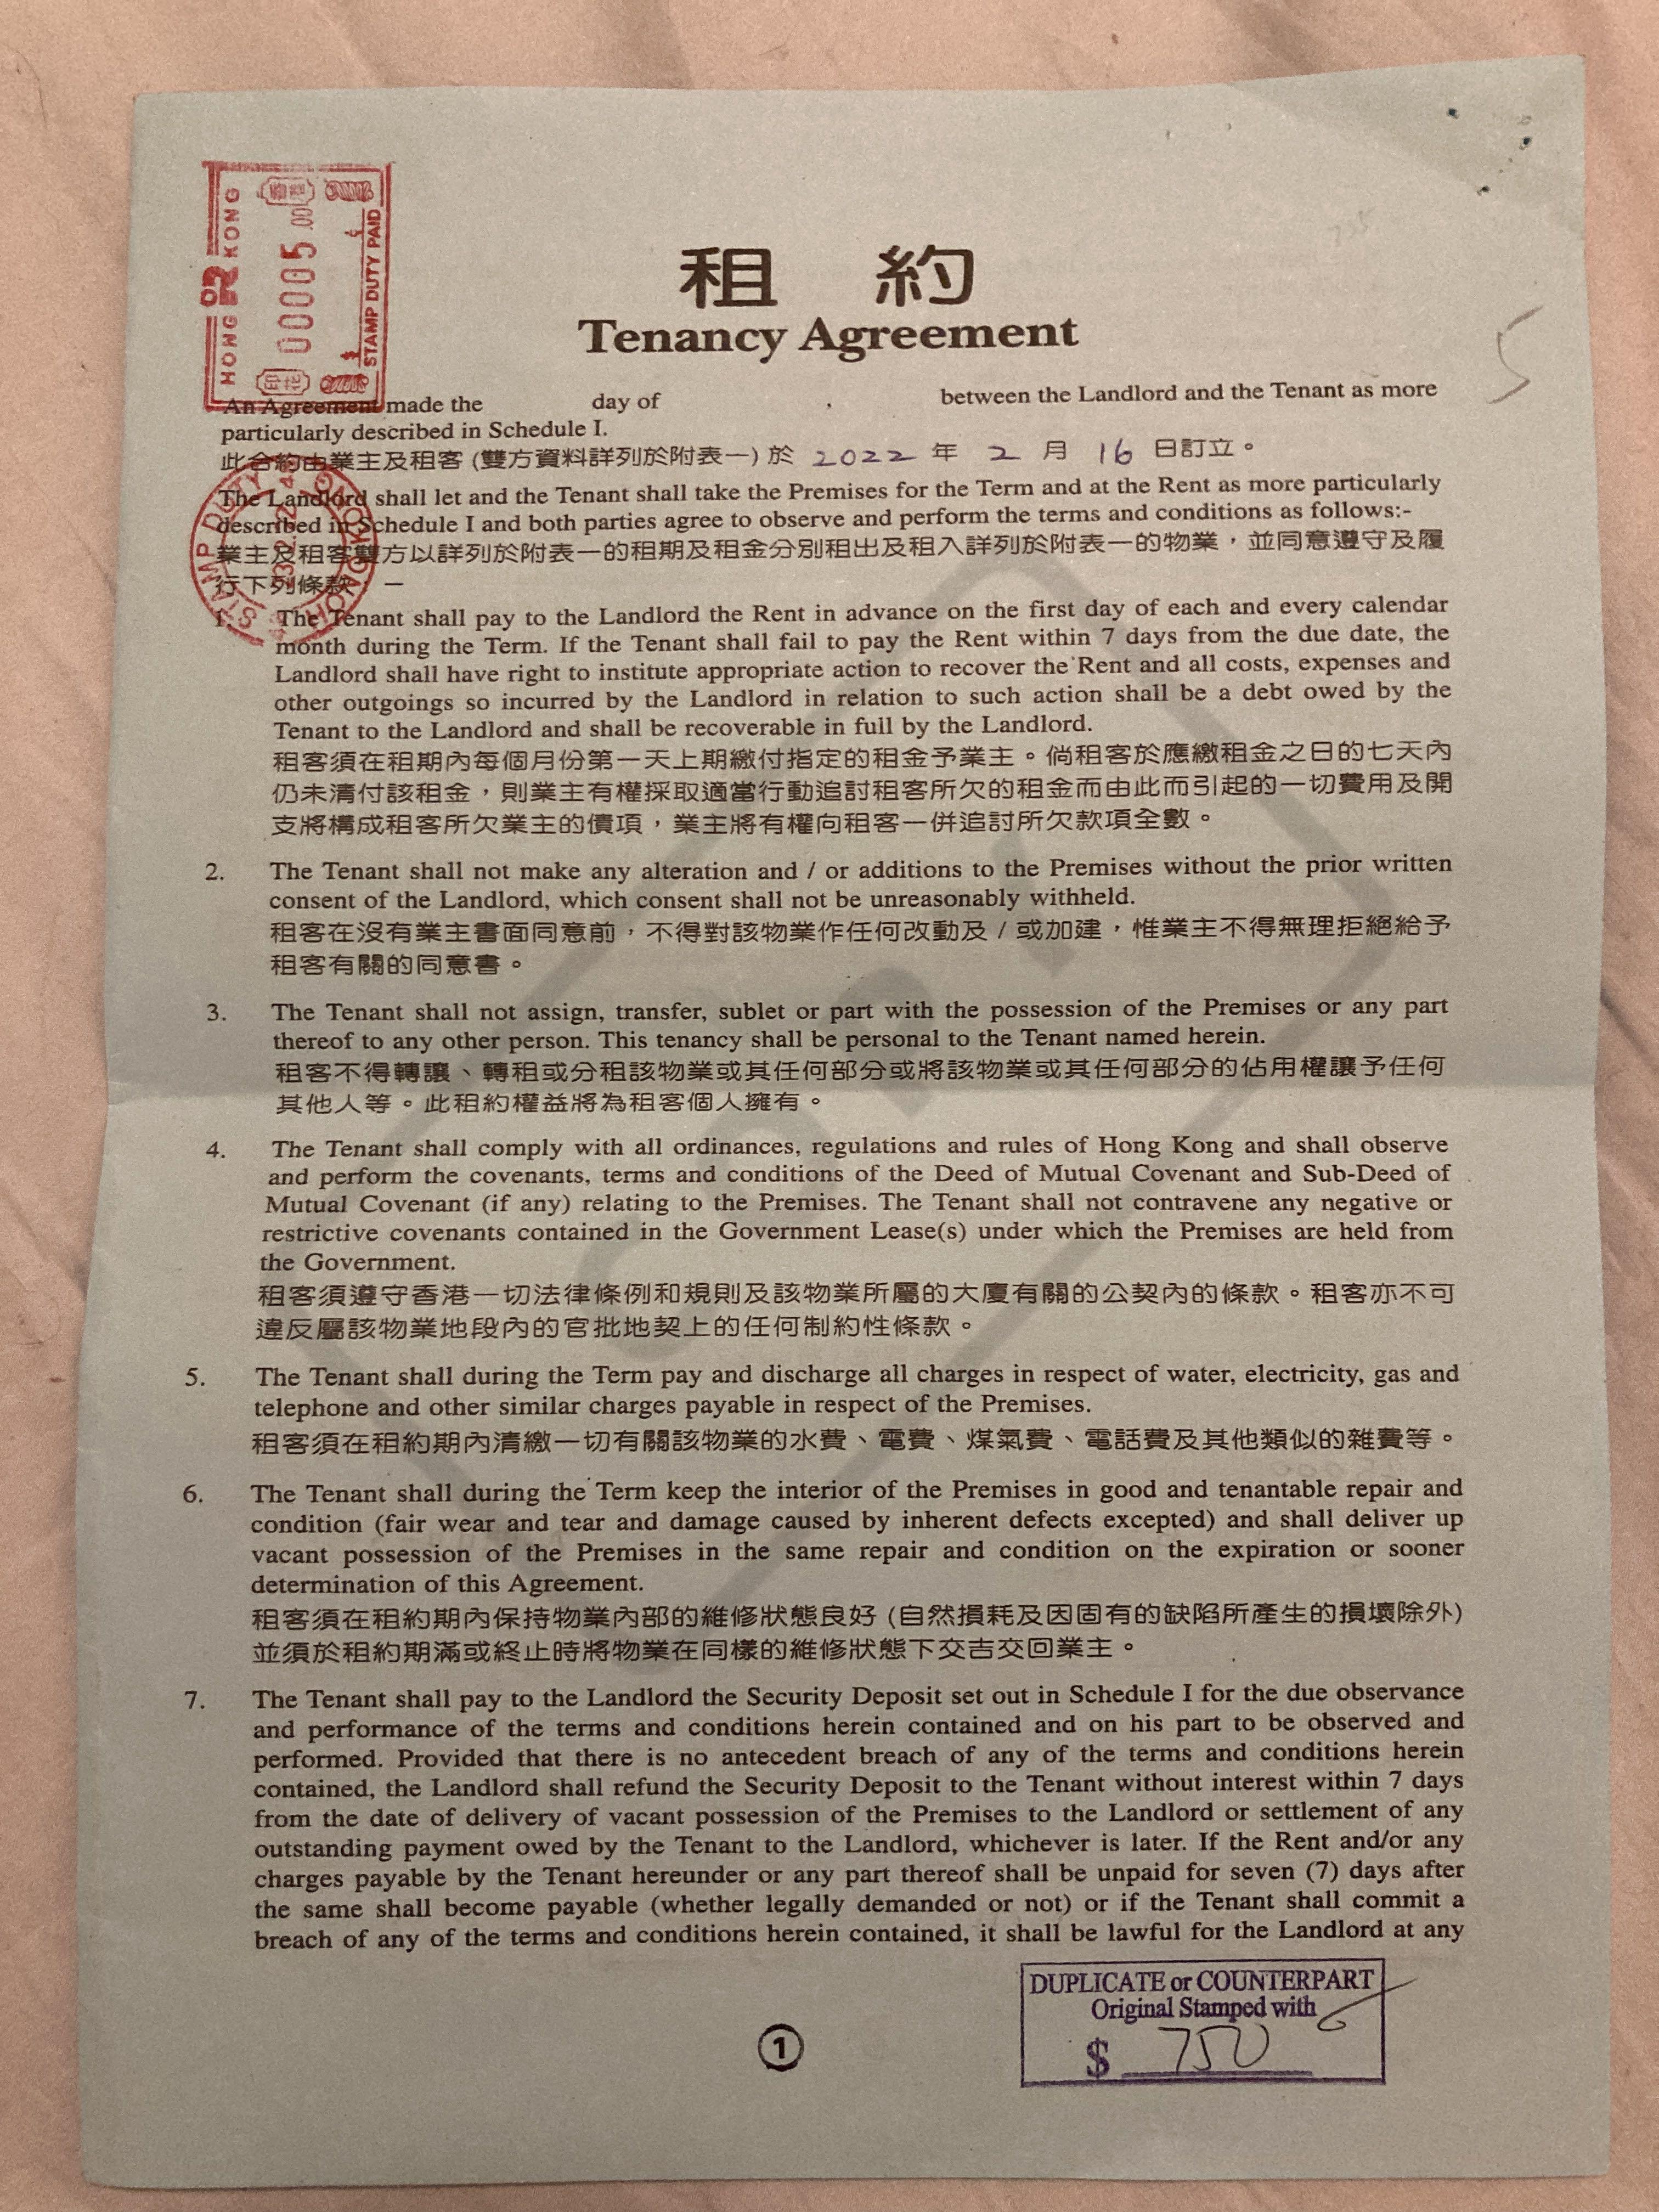 HONG KONG
印花
00005.00
香港
STAMP DUTY PAID
租 約
Tenancy Agreement
An Agreement made the day of , between the Landlord and the Tenant as more
particularly described in Schedule I.
此合約由業主及租客 (雙方資料詳列於附表一) 於 2022 年 2 月 16 日訂立。
STAMP DUTY HONG KONG
The Landlord shall let and the Tenant shall take the Premises for the Term and at the Rent as more particularly
described in Schedule I and both parties agree to observe and perform the terms and conditions as follows:-
業主及租客雙方以詳列於附表一的租期及租金分別租出及租入詳列於附表一的物業，並同意遵守及履
行下列條款：—
1. The Tenant shall pay to the Landlord the Rent in advance on the first day of each and every calendar
month during the Term. If the Tenant shall fail to pay the Rent within 7 days from the due date, the
Landlord shall have right to institute appropriate action to recover the Rent and all costs, expenses and
other outgoings so incurred by the Landlord in relation to such action shall be a debt owed by the
Tenant to the Landlord and shall be recoverable in full by the Landlord.
租客須在租期內每個月份第一天上期繳付指定的租金予業主。倘租客於應繳租金之日的七天內
仍未清付該租金，則業主有權採取適當行動追討租客所欠的租金而由此而引起的一切費用及開
支將構成租客所欠業主的債項，業主將有權向租客一併追討所欠款項全數。
2. The Tenant shall not make any alteration and / or additions to the Premises without the prior written
consent of the Landlord, which consent shall not be unreasonably withheld.
租客在沒有業主書面同意前，不得對該物業作任何改動及 / 或加建，惟業主不得無理拒絕給予
租客有關的同意書。
3. The Tenant shall not assign, transfer, sublet or part with the possession of the Premises or any part
thereof to any other person. This tenancy shall be personal to the Tenant named herein.
租客不得轉讓、轉租或分租該物業或其任何部分或將該物業或其任何部分的佔用權讓予任何
其他人等。此租約權益將為租客個人擁有。
4. The Tenant shall comply with all ordinances, regulations and rules of Hong Kong and shall observe
and perform the covenants, terms and conditions of the Deed of Mutual Covenant and Sub-Deed of
Mutual Covenant (if any) relating to the Premises. The Tenant shall not contravene any negative or
restrictive covenants contained in the Government Lease(s) under which the Premises are held from
the Government.
租客須遵守香港一切法律條例和規則及該物業所屬的大廈有關的公契內的條款。租客亦不可
違反屬該物業地段內的官批地契上的任何制約性條款。
5. The Tenant shall during the Term pay and discharge all charges in respect of water, electricity, gas and
telephone and other similar charges payable in respect of the Premises.
租客須在租約期內清繳一切有關該物業的水費、電費、煤氣費、電話費及其他類似的雜費等。
6. The Tenant shall during the Term keep the interior of the Premises in good and tenantable repair and
condition (fair wear and tear and damage caused by inherent defects excepted) and shall deliver up
vacant possession of the Premises in the same repair and condition on the expiration or sooner
determination of this Agreement.
租客須在租約期內保持物業內部的維修狀態良好 (自然損耗及因固有的缺陷所產生的損壞除外)
並須於租約期滿或終止時將物業在同樣的維修狀態下交吉交回業主。
7. The Tenant shall pay to the Landlord the Security Deposit set out in Schedule I for the due observance
and performance of the terms and conditions herein contained and on his part to be observed and
performed. Provided that there is no antecedent breach of any of the terms and conditions herein
contained, the Landlord shall refund the Security Deposit to the Tenant without interest within 7 days
from the date of delivery of vacant possession of the Premises to the Landlord or settlement of any
outstanding payment owed by the Tenant to the Landlord, whichever is later. If the Rent and/or any
charges payable by the Tenant hereunder or any part thereof shall be unpaid for seven (7) days after
the same shall become payable (whether legally demanded or not) or if the Tenant shall commit a
breach of any of the terms and conditions herein contained, it shall be lawful for the Landlord at any
DUPLICATE or COUNTERPART
Original Stamped with
$ 750
1